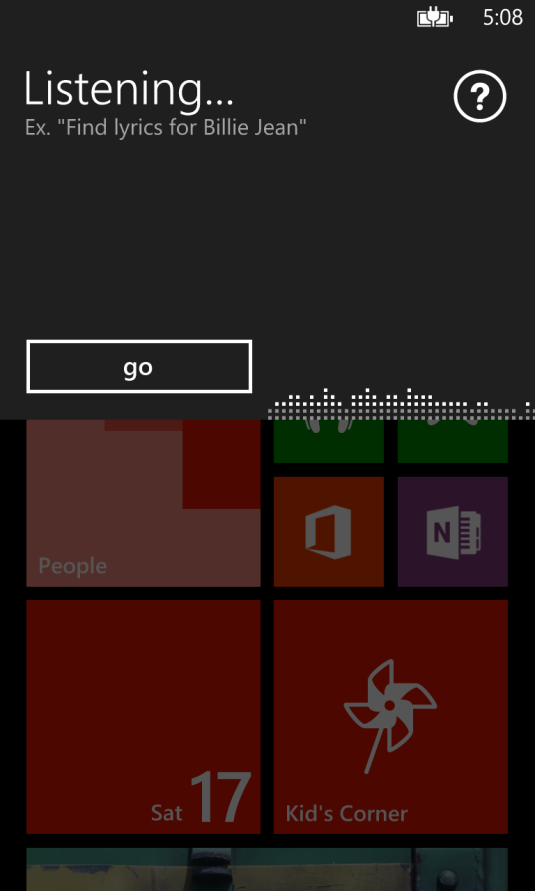 5:08
Listening...
?
Ex. "Find lyrics for Billie Jean"
go
People
N
Sat 17
Kid's Corner